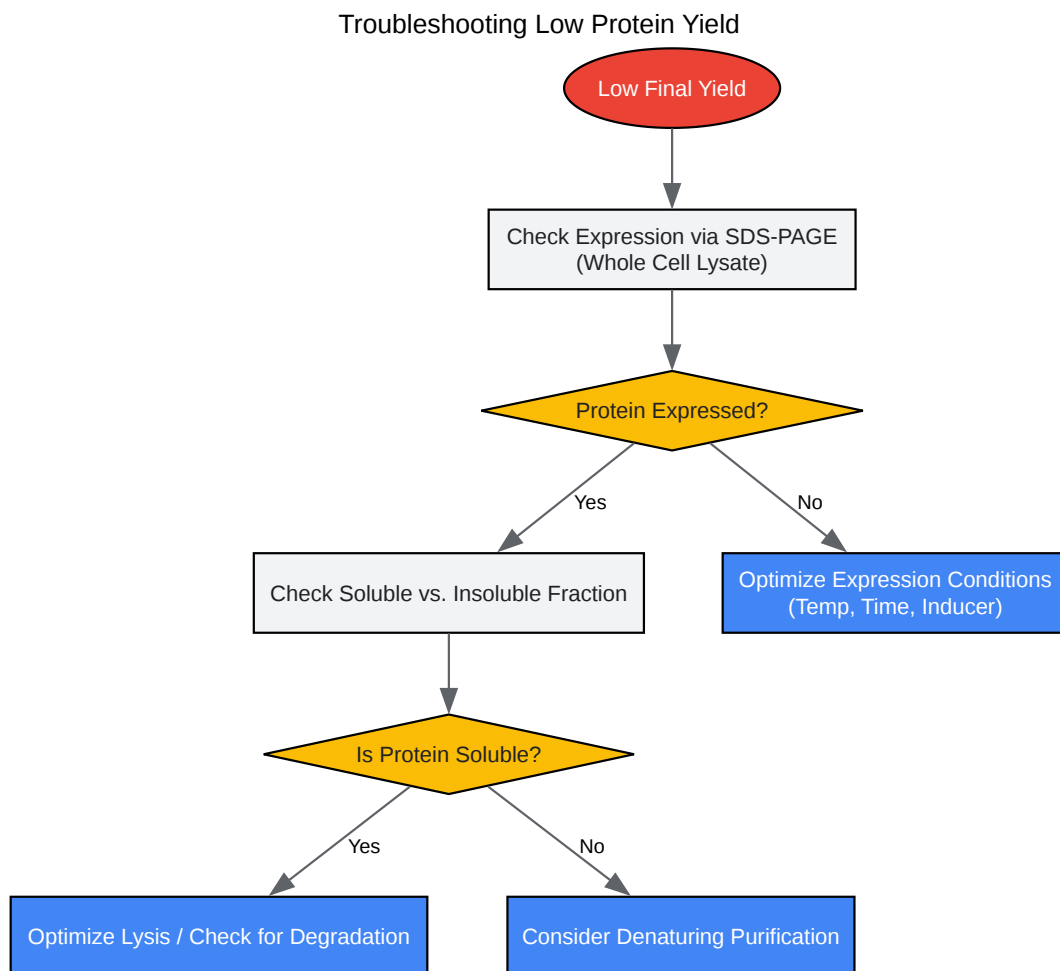 Troubleshooting Low Protein Yield
Low Final Yield
Check Expression via SDS-PAGE
(Whole Cell Lysate)
Protein Expressed?
Yes
No
Check Soluble vs. Insoluble Fraction
Optimize Expression Conditions
(Temp, Time, Inducer)
Is Protein Soluble?
Yes
No
Optimize Lysis / Check for Degradation
Consider Denaturing Purification